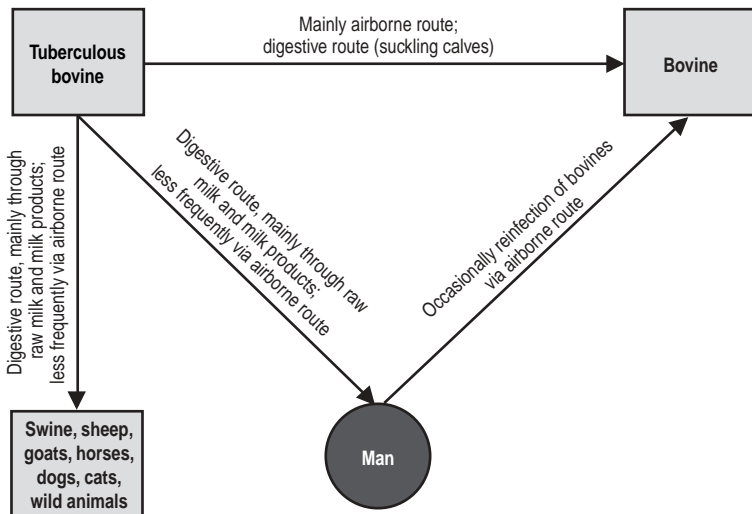 Mainly airborne route;
digestive route (suckling calves)
Tuberculous
bovine
Bovine
Digestive route, mainly through
raw milk and milk products;
less frequently via airborne route
Digestive route, mainly through raw
milk and milk products;
less frequently via airborne route
Occasionally reinfection of bovines
via airborne route
Swine, sheep,
goats, horses,
dogs, cats,
wild animals
Man